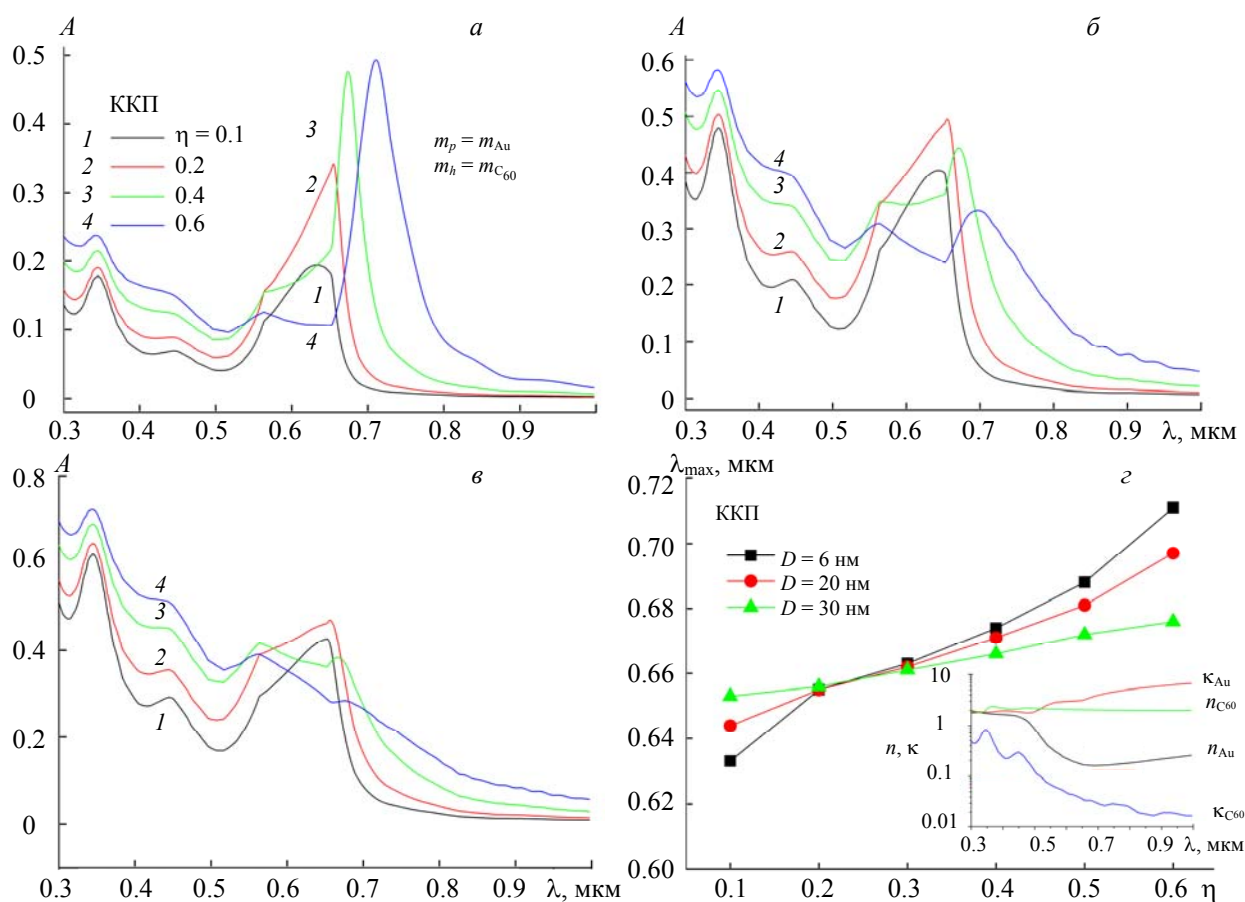 A
а
0.5
0.4
0.3
0.2
0.1
0
ККП
1 η = 0.1
2 0.2
3 0.4
4 0.6
3
2
1
4
m_p = m_Au
m_h = m_C60
0.3 0.4 0.5 0.6 0.7 0.8 0.9
A
б
0.6
0.5
0.4
0.3
0.2
0.1
0
4
3
2
1
0.3 0.4 0.5 0.6 0.7 0.8 0.9 λ, мкм
A
в
0.8
0.6
0.4
0.2
0
4
3
2
1
0.3 0.4 0.5 0.6 0.7 0.8 0.9 λ, мкм
λmax, мкм
г
0.72
0.70
0.68
0.66
0.64
0.62
0.60
ККП
D = 6 нм
D = 20 нм
D = 30 нм
0.1 0.2 0.3 0.4 0.5 0.6 η
10
1
0.1
0.01
n, κ
κAu
nC60
nAu
κC60
0.3 0.5 0.7 0.9 λ, мкм